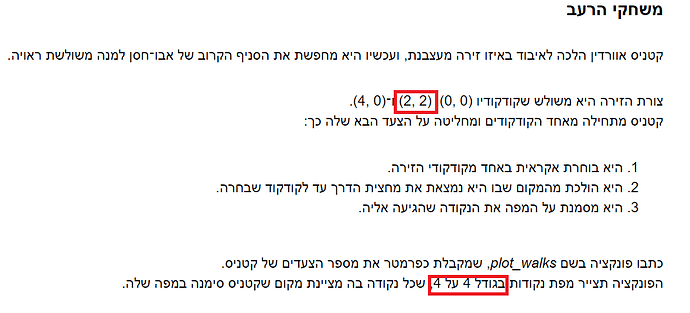 משחקי הרעב
קטניס אוורדין הלכה לאיבוד באיזו זירה מעצבנת, ועכשיו היא מחפשת את הסניף הקרוב של אבו־חסן למנה משולשת ראויה.
צורת הזירה היא משולש שקודקודיו (0, 0) (2, 2) ו־(4, 0).
קטניס מתחילה מאחד הקודקודים ומחליטה על הצעד הבא שלה כך:
1. היא בוחרת אקראית באחד מקודקודי הזירה.
2. היא הולכת מהמקום שבו היא נמצאת את מחצית הדרך עד לקודקוד שבחרה.
3. היא מסמנת על המפה את הנקודה שהגיעה אליה.
כתבו פונקציה בשם plot_walks, שמקבלת כפרמטר את מספר הצעדים של קטניס.
הפונקציה תצייר מפת נקודות בגודל 4 על 4, שכל נקודה בה מציינת מקום שקטניס סימנה במפה שלה.